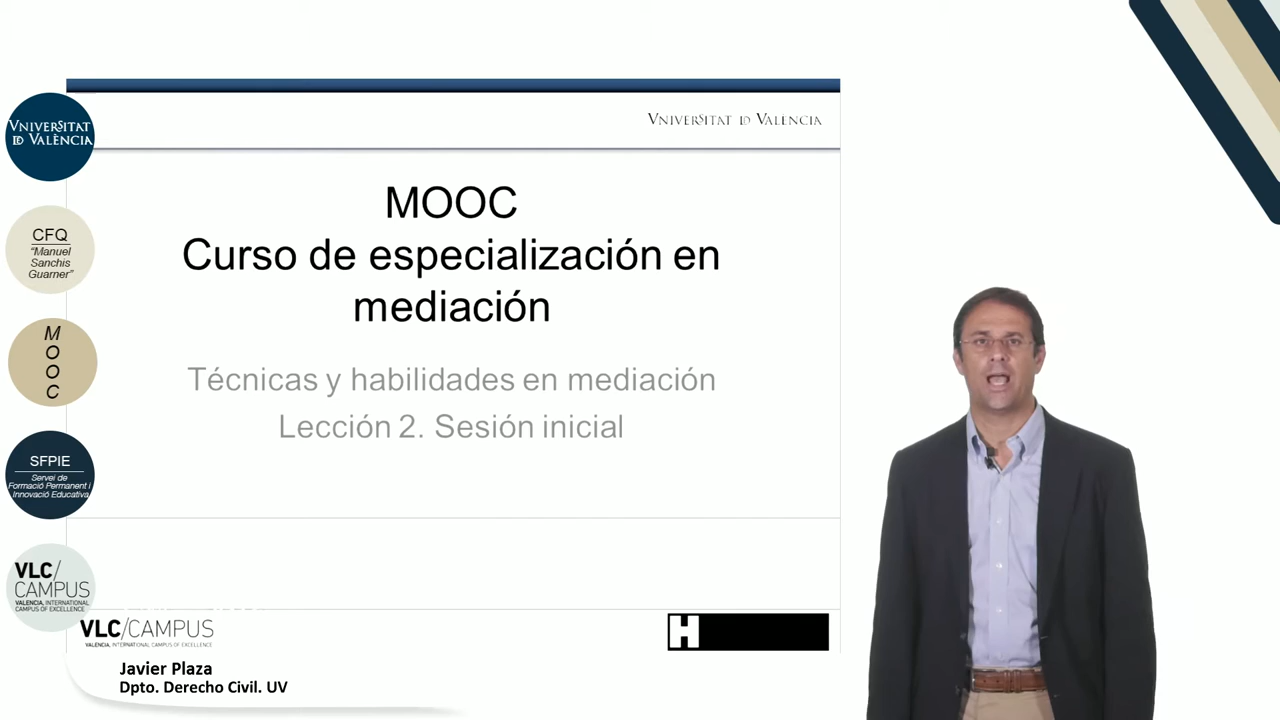 VNIVERSITAT
ID VALÈNCIA
CFQ
"Manuel
Sanchis
Guarner"
M
O
O
C
SFPIE
Servei de
Formació Permanent i
Innovació Educativa
VLC/
CAMPUS
VALENCIA, INTERNATIONAL
CAMPUS OF EXCELLENCE
VNIVERSITAT ID VALÈNCIA
MOOC
Curso de especialización en
mediación
Técnicas y habilidades en mediación
Lección 2. Sesión inicial
VLC/CAMPUS
VALENCIA, INTERNATIONAL CAMPUS OF EXCELLENCE
H
Javier Plaza
Dpto. Derecho Civil. UV